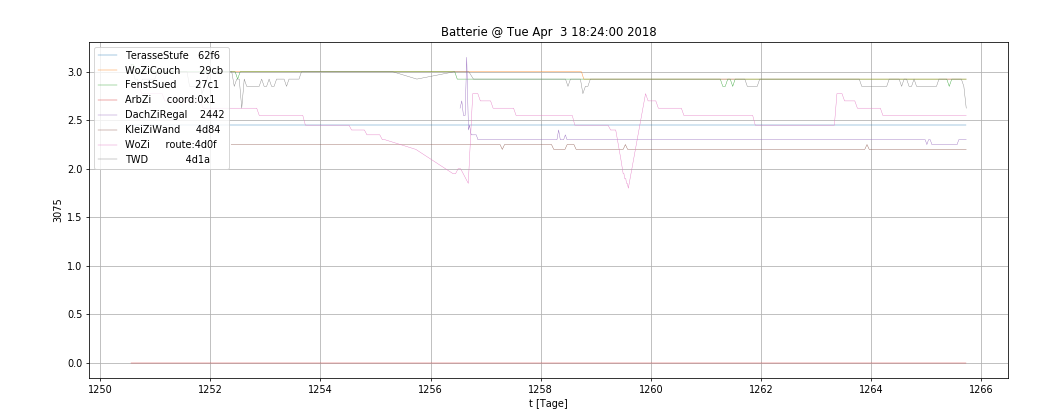 Batterie @ Tue Apr  3 18:24:00 2018
3.0
2.5
2.0
1.5
1.0
0.5
0.0
3075
TerasseStufe 62f6
WoZiCouch 29cb
FenstSued 27c1
ArbZi coord:0x1
DachZiRegal 2442
KleiZiWand 4d84
WoZi route:4d0f
TWD 4d1a
1250 1252 1254 1256 1258 1260 1262 1264 1266
t [Tage]